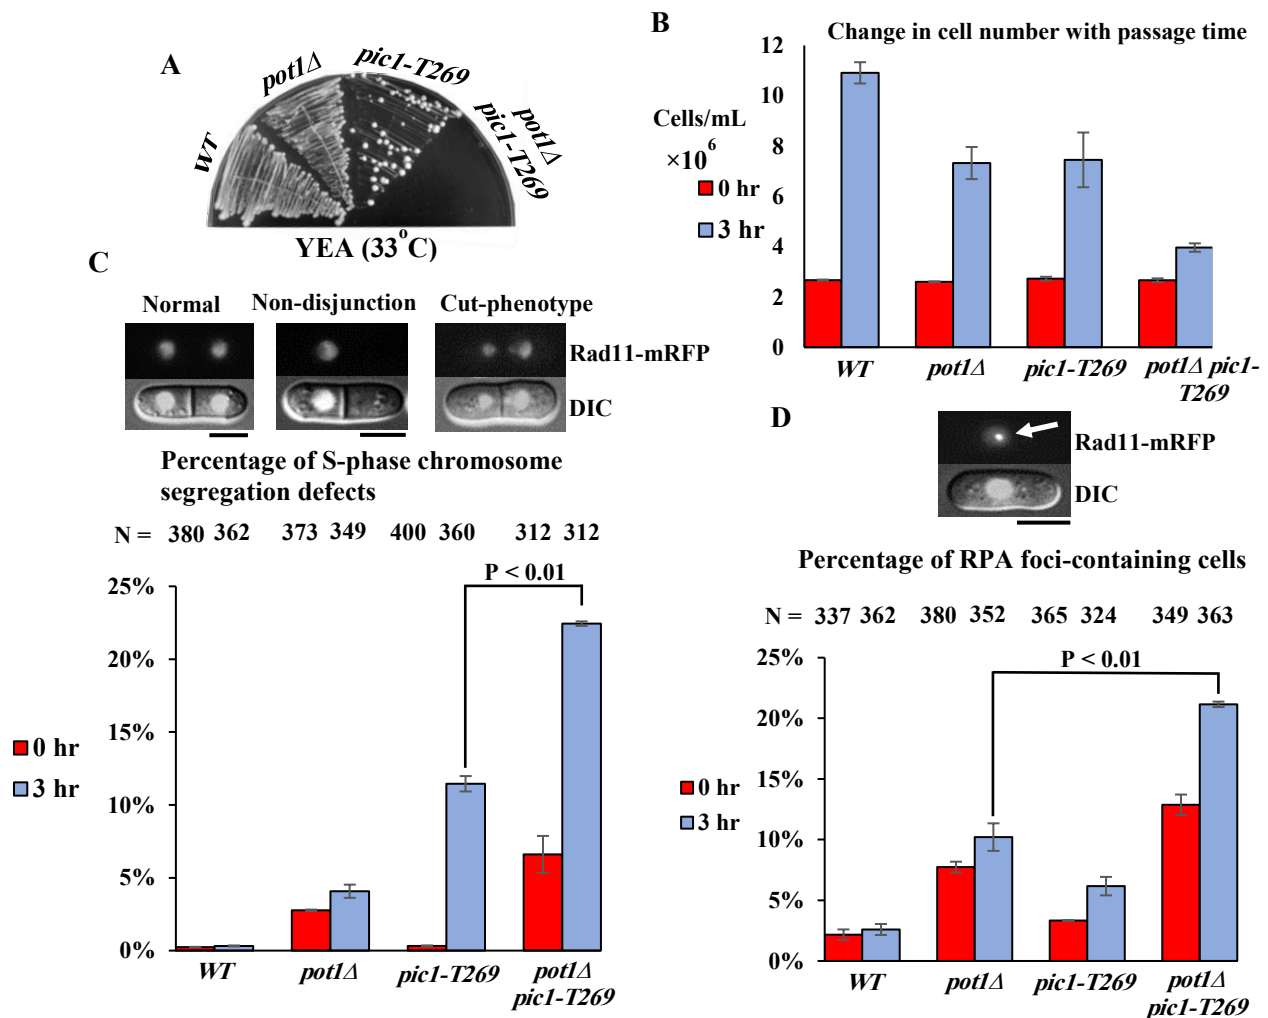 A
WT
pot1Δ
pic1-T269
pot1Δ
pic1-T269
YEA (33°C)
B
Change in cell number with passage time
Cells/mL
×10⁶
0 hr
3 hr
12
10
8
6
4
2
0
WT
pot1Δ
pic1-T269
pot1Δ pic1-
T269
C
Normal
Non-disjunction
Cut-phenotype
Rad11-mRFP
DIC
Percentage of S-phase chromosome
segregation defects
N = 380 362 373 349 400 360 312 312
P < 0.01
25%
20%
15%
10%
5%
0%
0 hr
3 hr
WT
pot1Δ
pic1-T269
pot1Δ
pic1-T269
D
Rad11-mRFP
DIC
Percentage of RPA foci-containing cells
N = 337 362 380 352 365 324 349 363
P < 0.01
25%
20%
15%
10%
5%
0%
0 hr
3 hr
WT
pot1Δ
pic1-T269
pot1Δ
pic1-T269